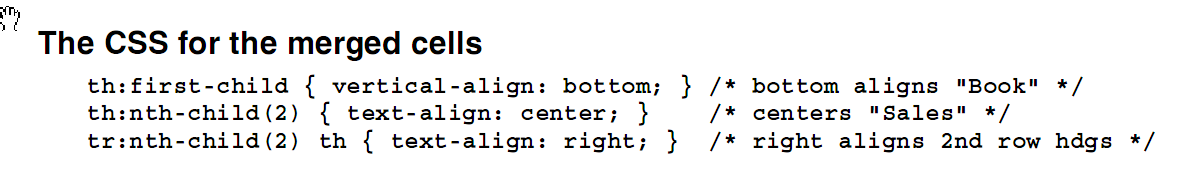 The CSS for the merged cells
th:first-child { vertical-align: bottom; } /* bottom aligns "Book" */
th:nth-child(2) { text-align: center; } /* centers "Sales" */
tr:nth-child(2) th { text-align: right; } /* right aligns 2nd row hdgs */